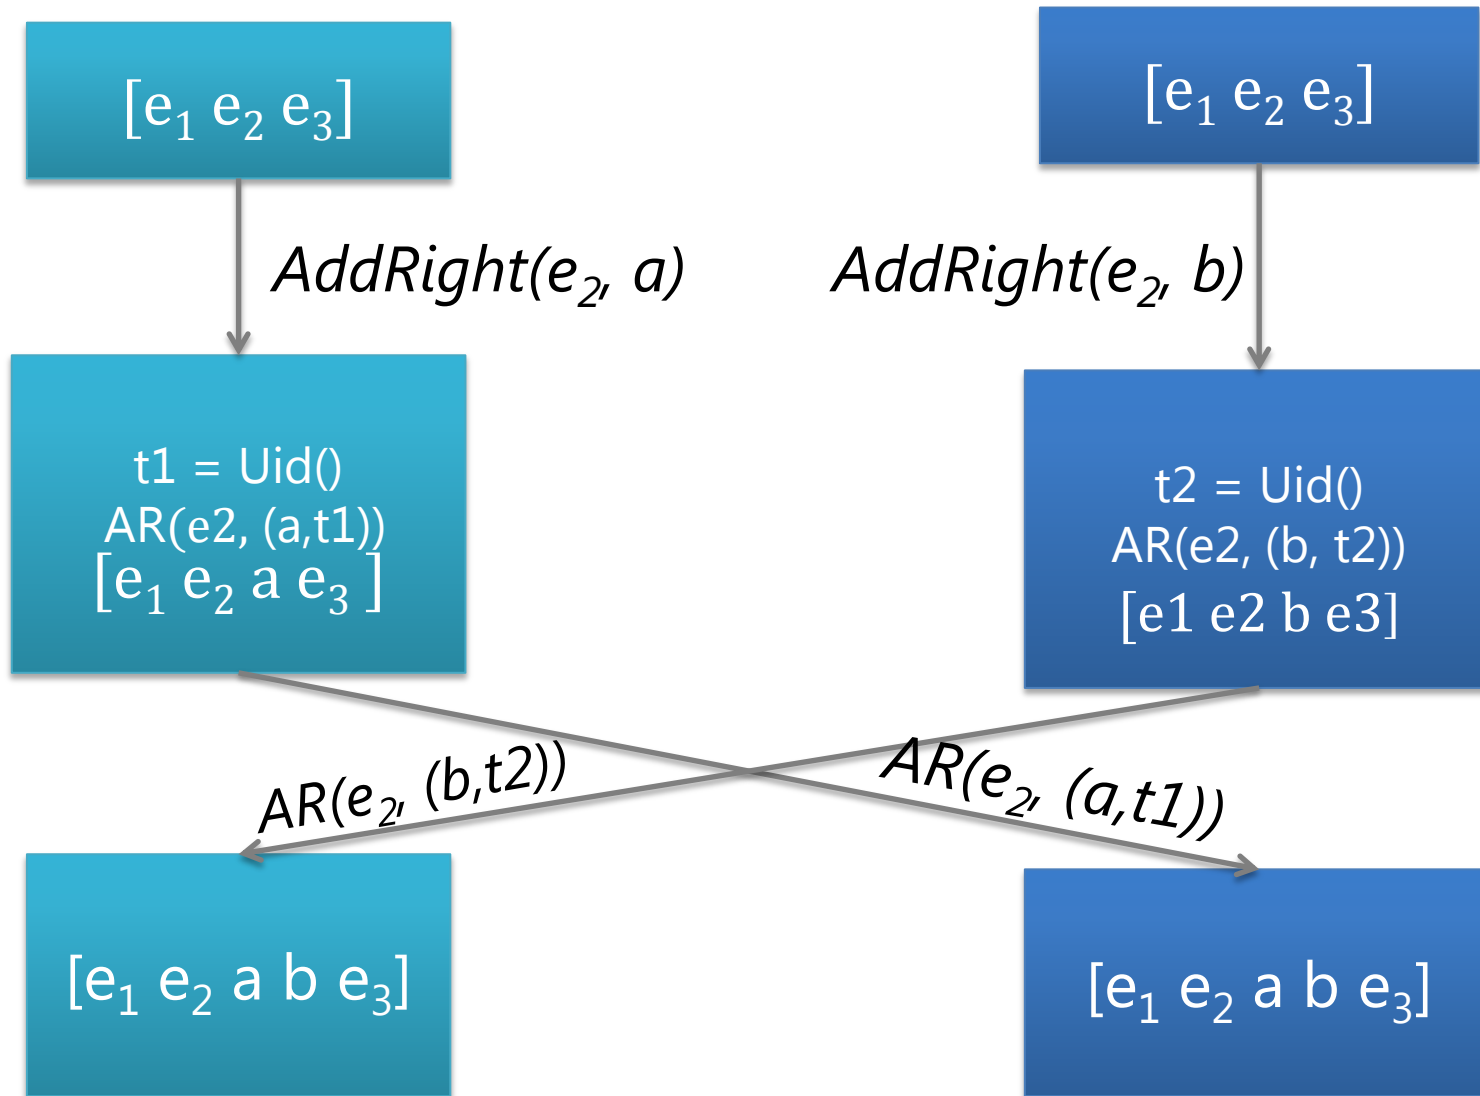 [e₁ e₂ e₃]
[e₁ e₂ e₃]
AddRight(e₂, a)
AddRight(e₂, b)
t1 = Uid()
AR(e2, (a,t1))
[e₁ e₂ a e₃ ]
t2 = Uid()
AR(e2, (b, t2))
[e1 e2 b e3]
AR(e₂, (b,t2))
AR(e₂, (a,t1))
[e₁ e₂ a b e₃]
[e₁ e₂ a b e₃]